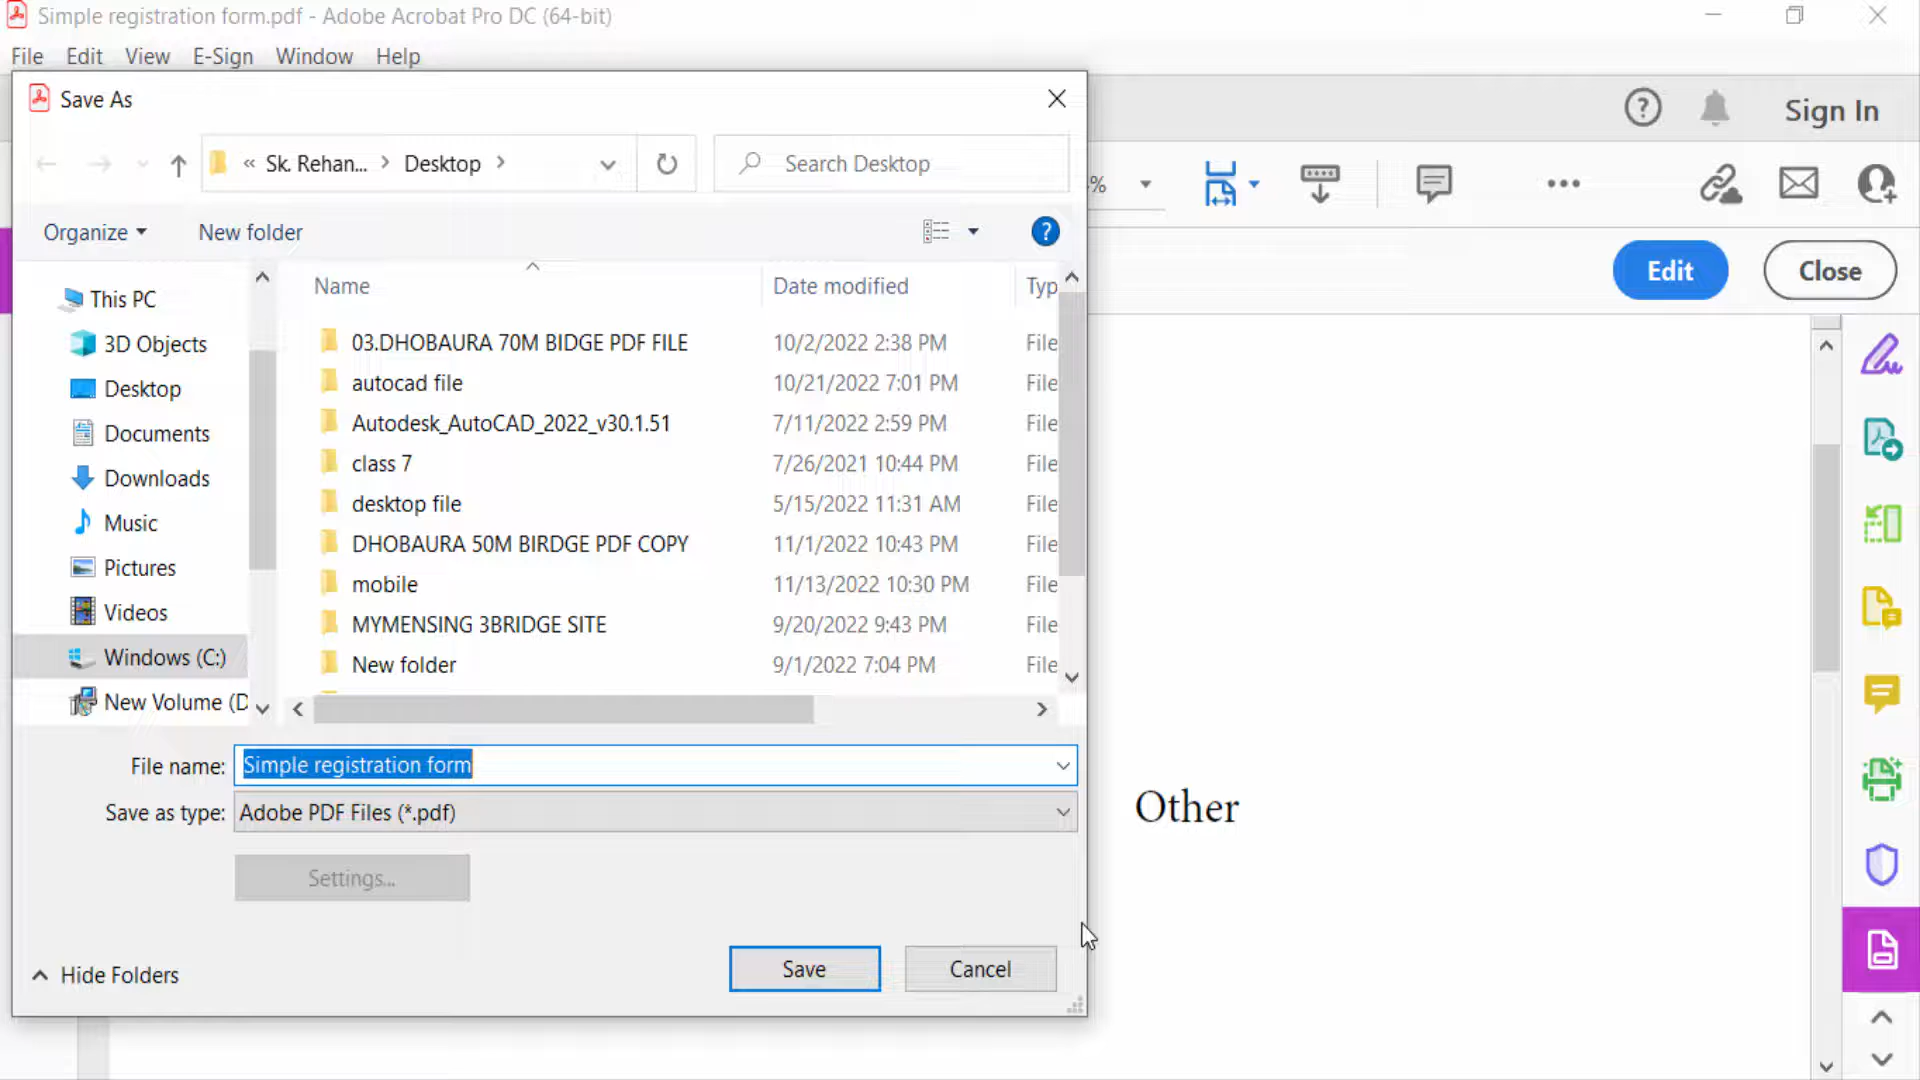 Simple registration form.pdf - Adobe Acrobat Pro DC (64-bit)
File Edit View E-Sign Window Help
Save As
« Sk. Rehan... > Desktop >
Search Desktop
Sign In
%
Organize
New folder
?
Edit
Close
Name
Date modified
Typ
This PC
3D Objects
Desktop
Documents
Downloads
Music
Pictures
Videos
Windows (C:)
New Volume (D
03.DHOBAURA 70M BIDGE PDF FILE 10/2/2022 2:38 PM File
autocad file 10/21/2022 7:01 PM File
Autodesk_AutoCAD_2022_v30.1.51 7/11/2022 2:59 PM File
class 7 7/26/2021 10:44 PM File
desktop file 5/15/2022 11:31 AM File
DHOBAURA 50M BIRDGE PDF COPY 11/1/2022 10:43 PM File
mobile 11/13/2022 10:30 PM File
MYMENSING 3BRIDGE SITE 9/20/2022 9:43 PM File
New folder 9/1/2022 7:04 PM File
File name: Simple registration form
Save as type: Adobe PDF Files (*.pdf)
Settings...
Other
Hide Folders
Save
Cancel